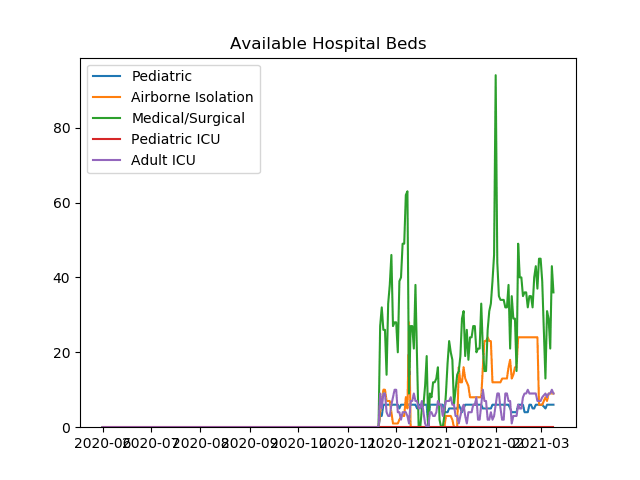 Available Hospital Beds
Pediatric
Airborne Isolation
Medical/Surgical
Pediatric ICU
Adult ICU
80
60
40
20
0
2020-06 2020-07 2020-08 2020-09 2020-10 2020-11 2020-12 2021-01 2021-02 2021-03